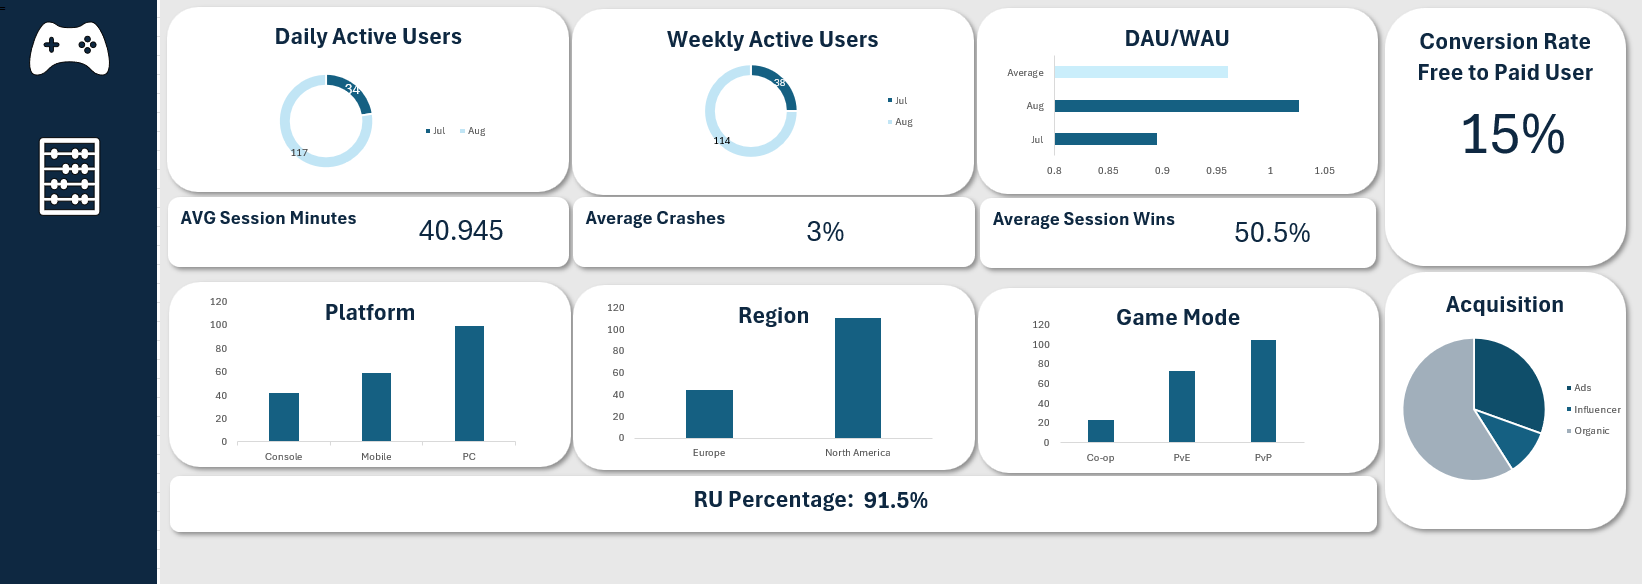 =
Daily Active Users
34
117
Jul
Aug
Weekly Active Users
38
114
Jul
Aug
DAU/WAU
Average
Aug
Jul
0.8 0.85 0.9 0.95 1 1.05
Conversion Rate
Free to Paid User
15%
AVG Session Minutes
40.945
Average Crashes
3%
Average Session Wins
50.5%
Platform
120
100
80
60
40
20
0
Console Mobile PC
Region
120
100
80
60
40
20
0
Europe North America
Game Mode
120
100
80
60
40
20
0
Co-op PvE PvP
Acquisition
Ads
Influencer
Organic
RU Percentage: 91.5%